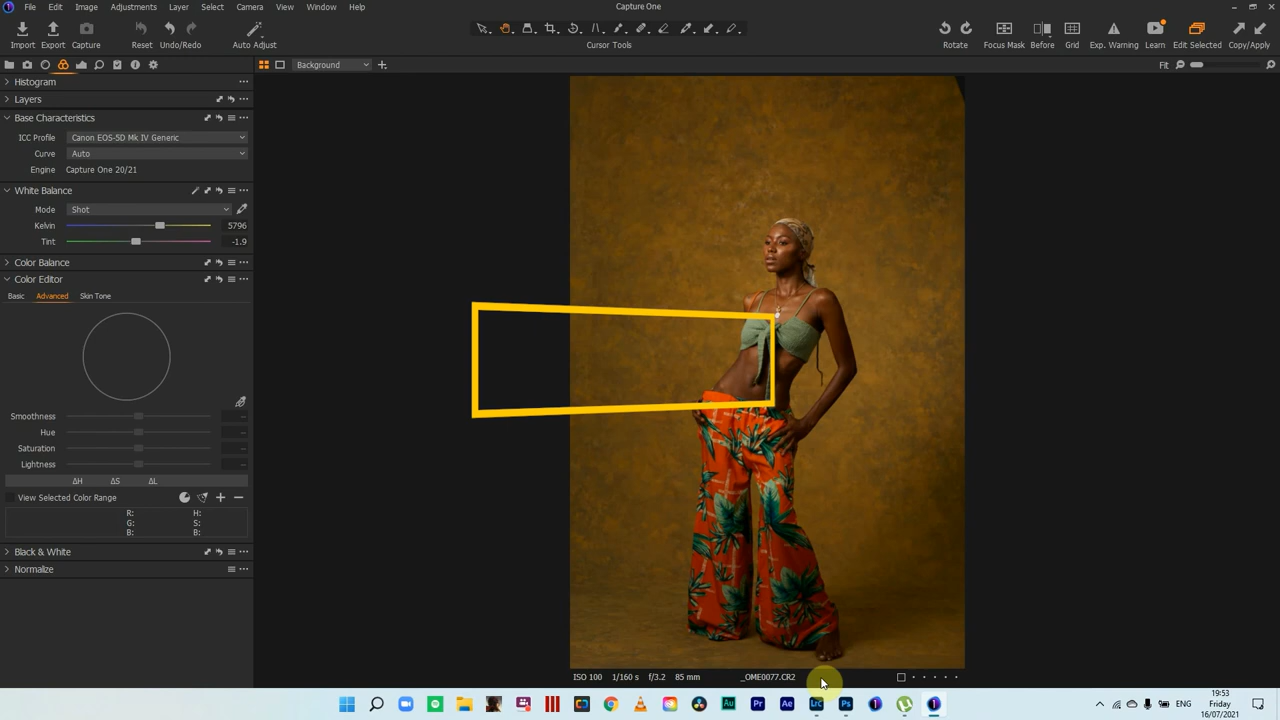 Capture One
File Edit Image Adjustments Layer Select Camera View Window Help
Import Export Capture Reset Undo/Redo Auto Adjust Cursor Tools Rotate Focus Mask Before Grid Exp. Warning Learn Edit Selected Copy/Apply
Background Fit
Histogram
Layers
Base Characteristics
ICC Profile Canon EOS-5D Mk IV Generic
Curve Auto
Engine Capture One 20/21
White Balance
Mode Shot
Kelvin 5796
Tint -1.9
Color Balance
Color Editor
Basic Advanced Skin Tone
Smoothness
Hue
Saturation
Lightness
ΔH ΔS ΔL
View Selected Color Range
R: H:
G: S:
B: B:
Black & White
Normalize
ISO 100 1/160 s f/3.2 85 mm _OME0077.CR2
Au Pr Ae Lrc Ps
ENG
19:53
Friday
16/07/2021